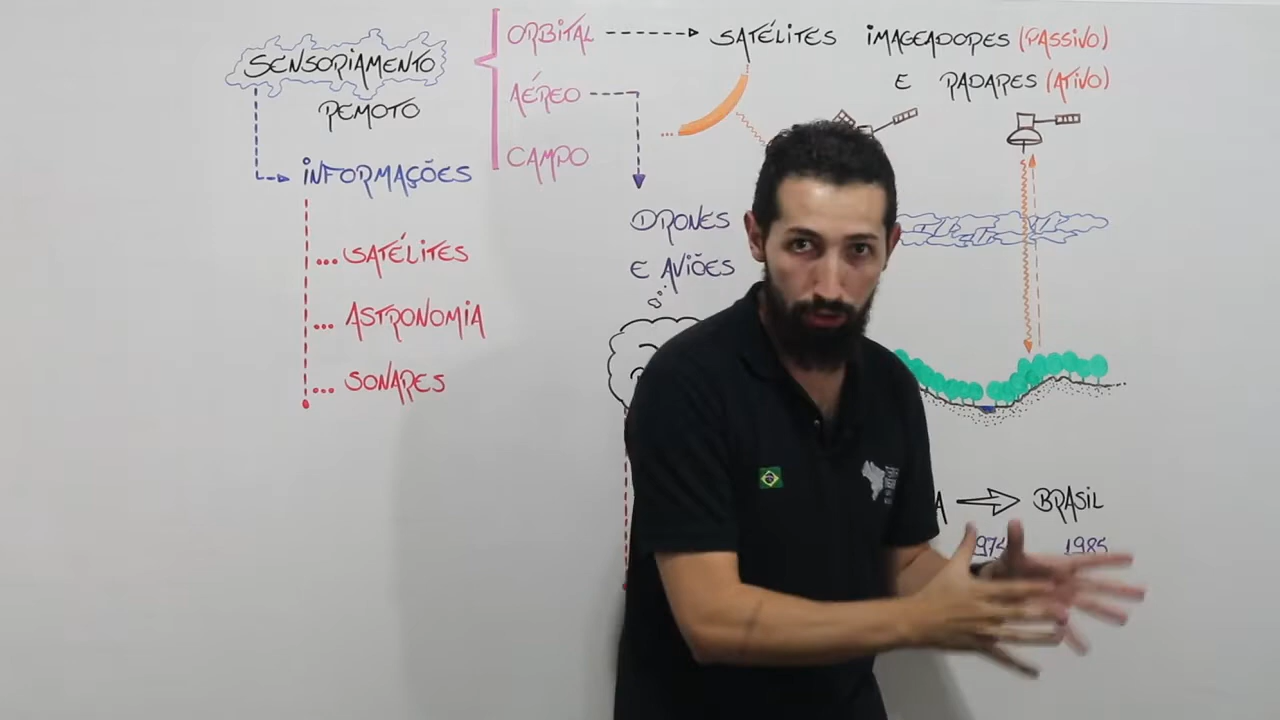 SENSORIAMENTO
REMOTO
INFORMAÇÕES
... SATÉLITES
... ASTRONOMIA
... SONARES
ORBITAL
AÉREO
CAMPO
SATÉLITES IMAGEADORES (PASSIVO)
E RADARES (ATIVO)
...
DRONES
E AVIÕES
A
BRASIL
1985